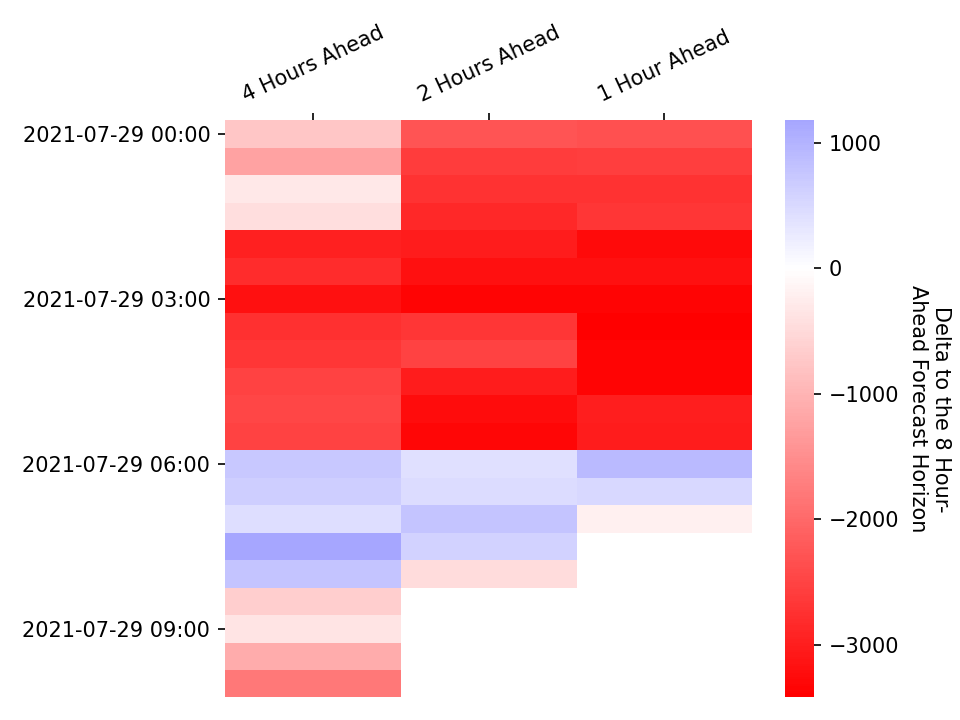 4 Hours Ahead
2 Hours Ahead
1 Hour Ahead
2021-07-29 00:00
2021-07-29 03:00
2021-07-29 06:00
2021-07-29 09:00
1000
0
−1000
−2000
−3000
Delta to the 8 Hour-
Ahead Forecast Horizon